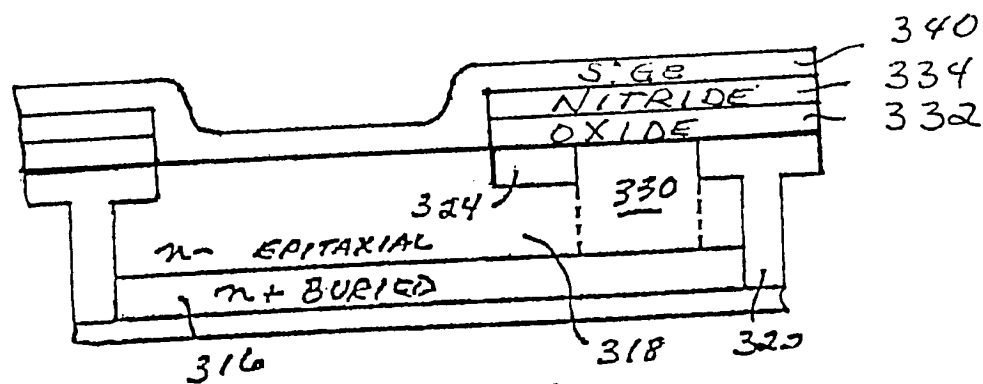 340
SiGe
334
NITRIDE
332
OXIDE
324
330
n- EPITAXIAL
n+ BURIED
316
318
320